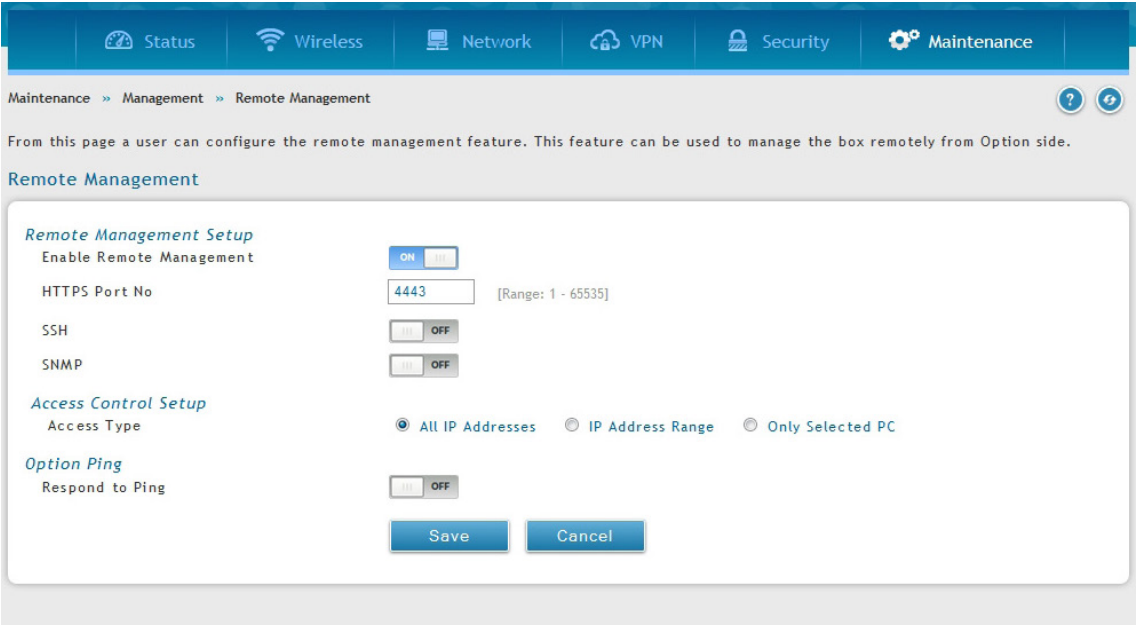 Status Wireless Network VPN Security Maintenance
Maintenance » Management » Remote Management ?
From this page a user can configure the remote management feature. This feature can be used to manage the box remotely from Option side.
Remote Management
Remote Management Setup
Enable Remote Management ON
HTTPS Port No 4443 [Range: 1 - 65535]
SSH OFF
SNMP OFF
Access Control Setup
Access Type All IP Addresses IP Address Range Only Selected PC
Option Ping
Respond to Ping OFF
Save Cancel